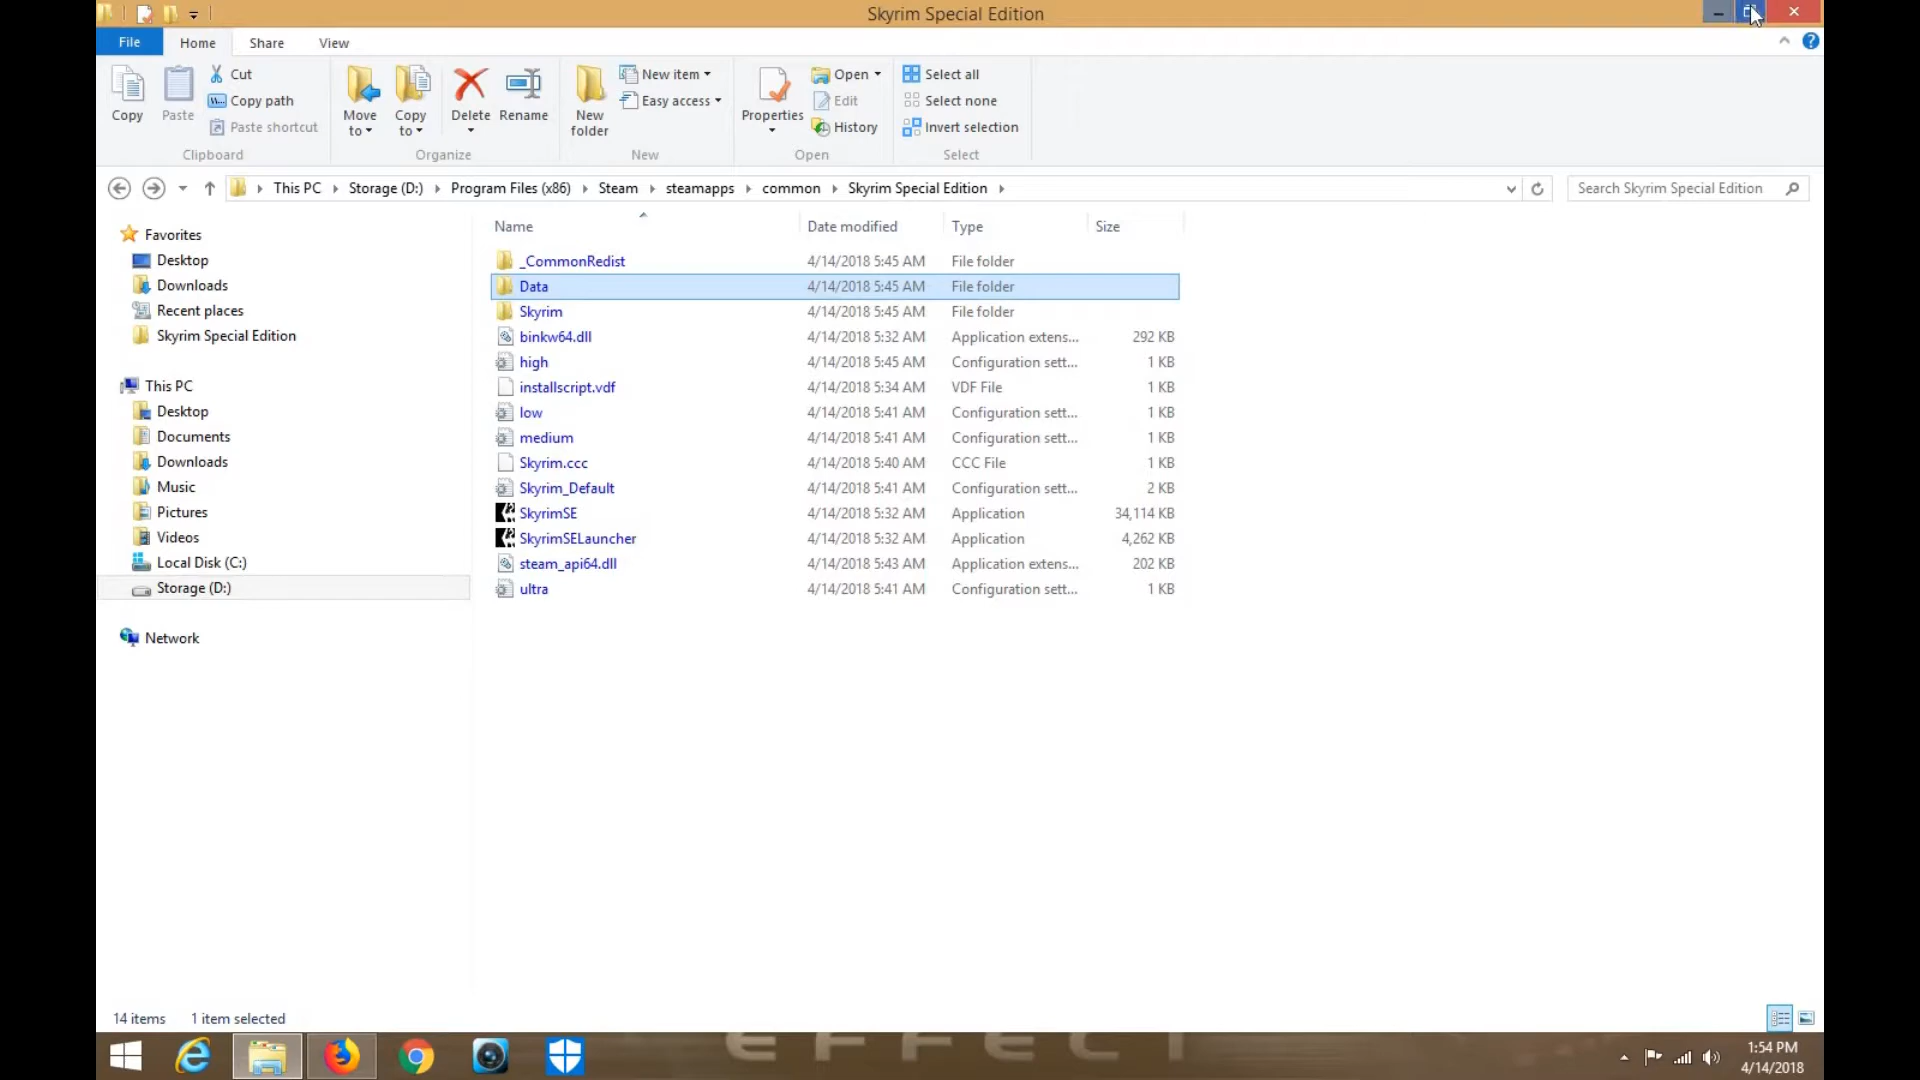 Skyrim Special Edition
File Home Share View
Copy
Paste
Cut
Copy path
Paste shortcut
Clipboard
Move to
Copy to
Delete
Rename
Organize
New folder
New item
Easy access
New
Properties
Open
Edit
History
Open
Select all
Select none
Invert selection
Select
This PC Storage (D:) Program Files (x86) Steam steamapps common Skyrim Special Edition
Search Skyrim Special Edition
Favorites
Desktop
Downloads
Recent places
Skyrim Special Edition
This PC
Desktop
Documents
Downloads
Music
Pictures
Videos
Local Disk (C:)
Storage (D:)
Network
Name Date modified Type Size
_CommonRedist 4/14/2018 5:45 AM File folder
Data 4/14/2018 5:45 AM File folder
Skyrim 4/14/2018 5:45 AM File folder
binkw64.dll 4/14/2018 5:32 AM Application extens... 292 KB
high 4/14/2018 5:45 AM Configuration sett... 1 KB
installscript.vdf 4/14/2018 5:34 AM VDF File 1 KB
low 4/14/2018 5:41 AM Configuration sett... 1 KB
medium 4/14/2018 5:41 AM Configuration sett... 1 KB
Skyrim.ccc 4/14/2018 5:40 AM CCC File 1 KB
Skyrim_Default 4/14/2018 5:41 AM Configuration sett... 2 KB
SkyrimSE 4/14/2018 5:32 AM Application 34,114 KB
SkyrimSELauncher 4/14/2018 5:32 AM Application 4,262 KB
steam_api64.dll 4/14/2018 5:43 AM Application extens... 202 KB
ultra 4/14/2018 5:41 AM Configuration sett... 1 KB
14 items 1 item selected
EFFECT
1:54 PM
4/14/2018